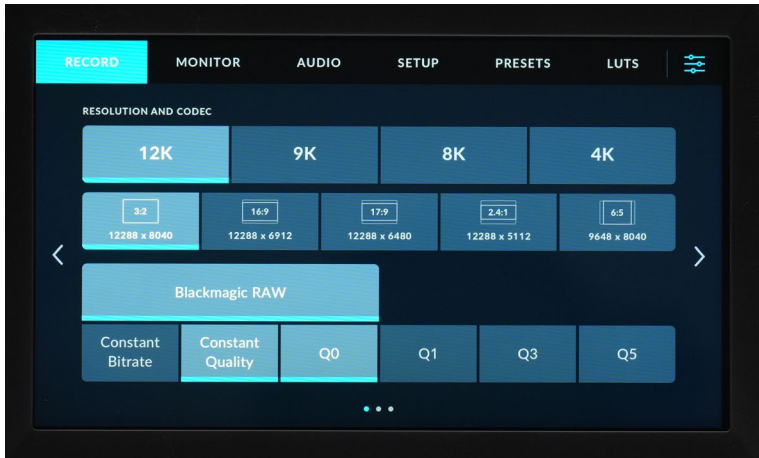 RECORD MONITOR AUDIO SETUP PRESETS LUTS
RESOLUTION AND CODEC
12K 9K 8K 4K
3:2 16:9 17:9 2.4:1 6:5
12288 x 8040 12288 x 6912 12288 x 6480 12288 x 5112 9648 x 8040
Blackmagic RAW
Constant Bitrate Constant Quality Q0 Q1 Q3 Q5